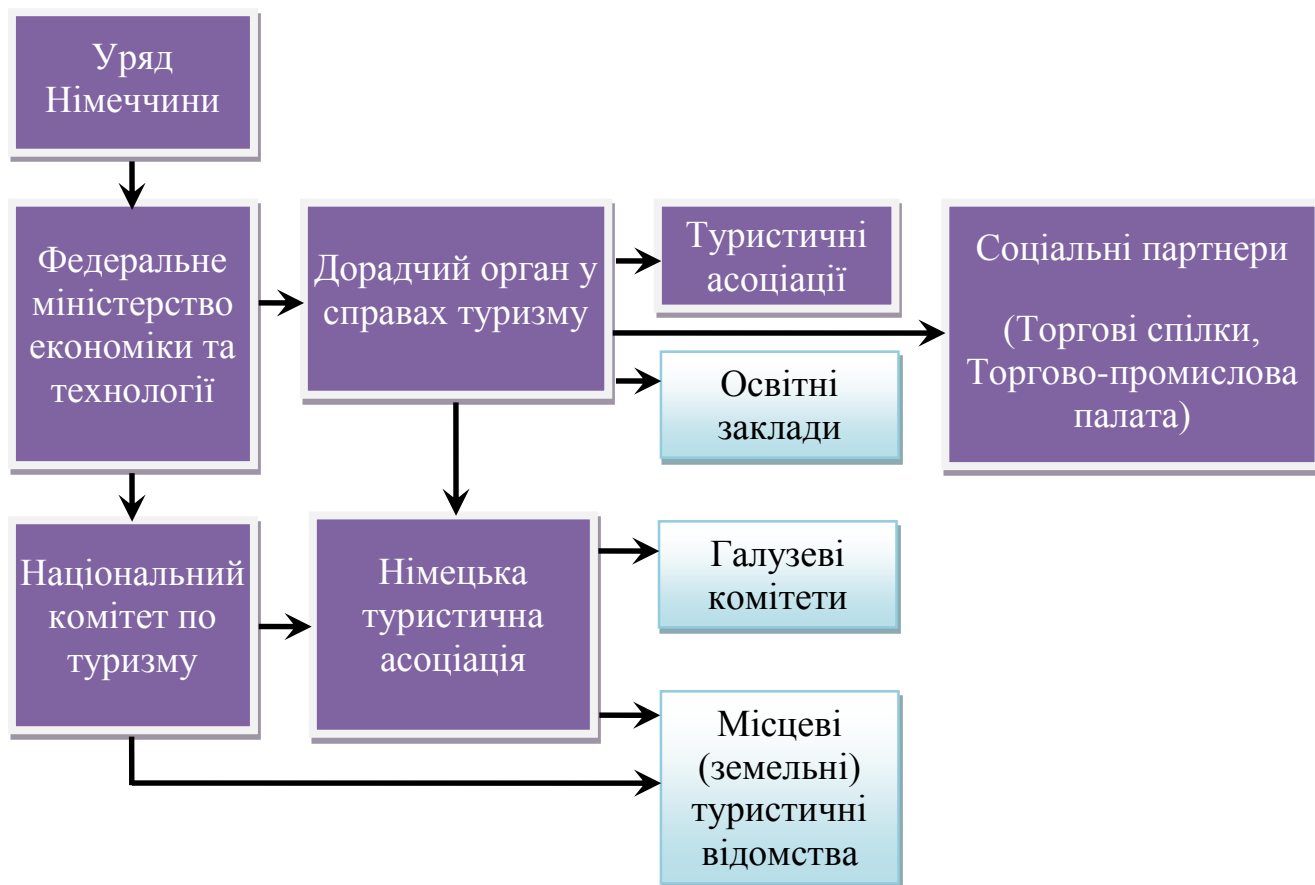 Уряд
Німеччини
Федеральне
міністерство
економіки та
технології
Дорадчий орган у
справах туризму
Туристичні
асоціації
Соціальні партнери
(Торгові спілки,
Торгово-промислова
палата)
Освітні
заклади
Національний
комітет по
туризму
Німецька
туристична
асоціація
Галузеві
комітети
Місцеві
(земельні)
туристичні
відомства